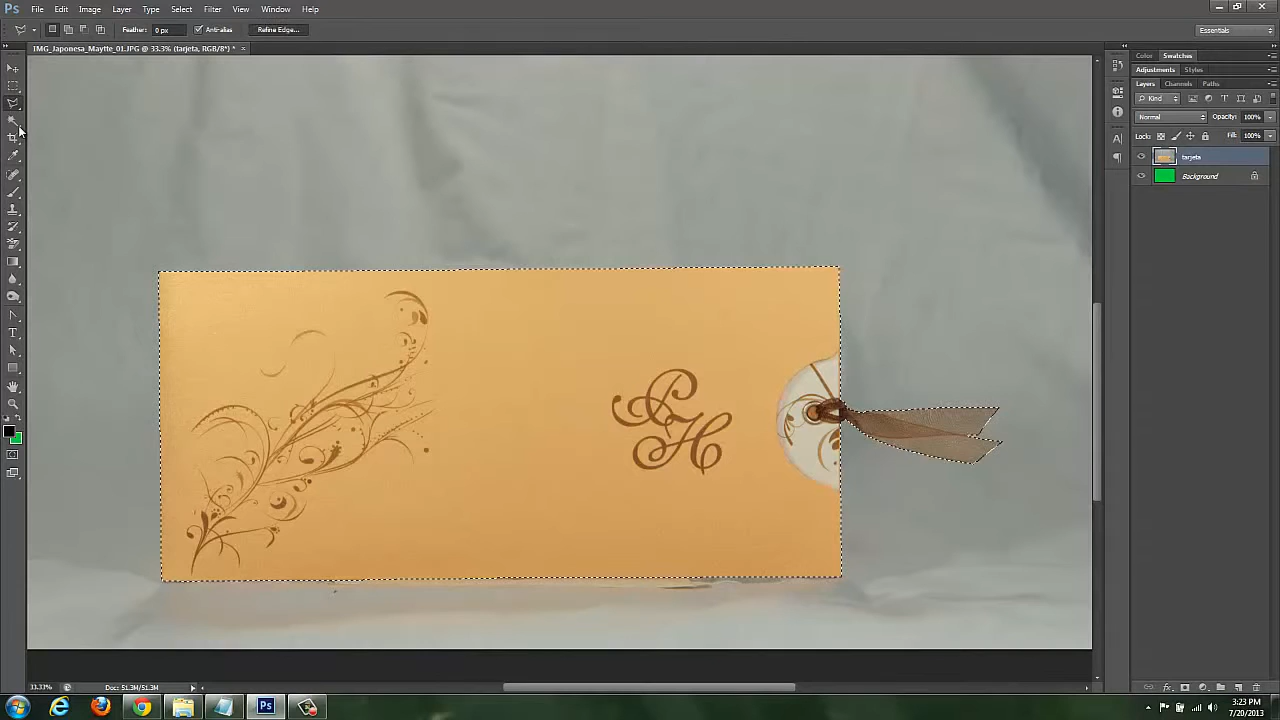 Ps File Edit Image Layer Type Select Filter View Window Help
Feather: 0 px Anti-alias Refine Edge... Essentials
IMG_Japonesa_Maytte_01.JPG @ 33.3% (tarjeta, RGB/8*) * ×
Color Swatches
Adjustments Styles
Layers Channels Paths
Kind
Normal Opacity: 100%
Lock: Fill: 100%
tarjeta
Background
33.33% Doc: 51.3M/51.3M
Ps
3:23 PM
7/20/2013